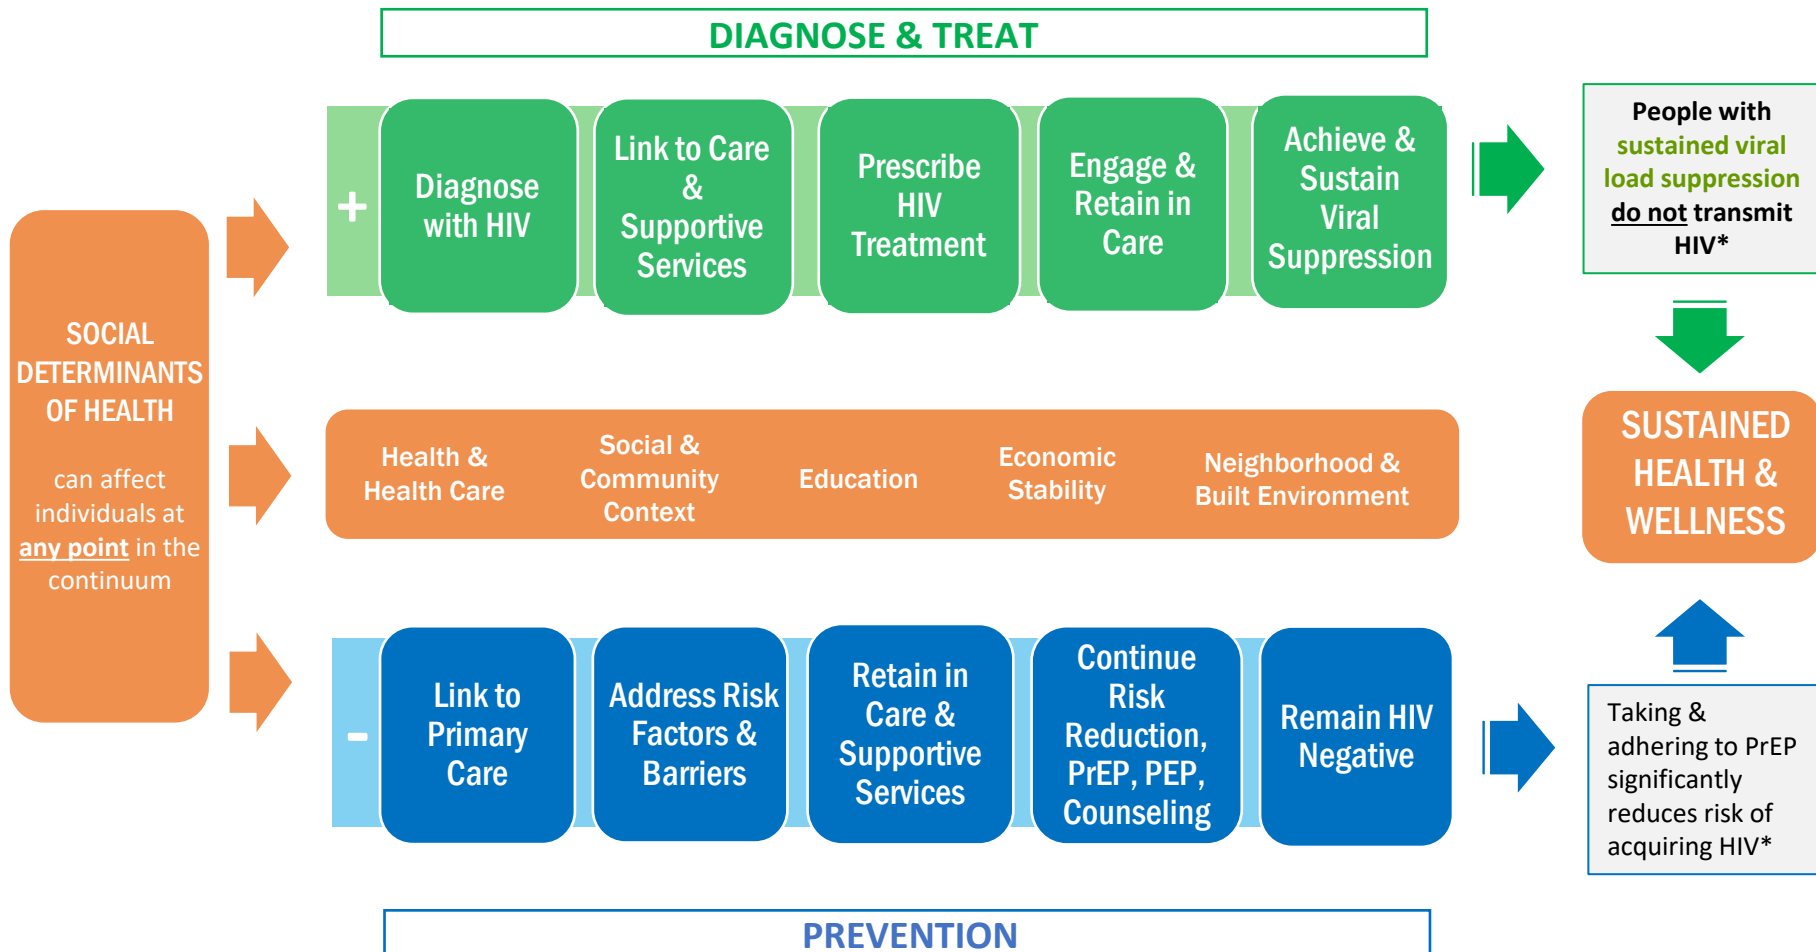 DIAGNOSE & TREAT
+
Diagnose
with HIV
Link to Care
&
Supportive
Services
Prescribe
HIV
Treatment
Engage &
Retain in
Care
Achieve &
Sustain
Viral
Suppression
People with
sustained viral
load suppression
do not transmit
HIV*
SOCIAL
DETERMINANTS
OF HEALTH
can affect
individuals at
any point in the
continuum
Health &
Health Care
Social &
Community
Context
Education
Economic
Stability
Neighborhood &
Built Environment
SUSTAINED
HEALTH &
WELLNESS
-
Link to
Primary
Care
Address Risk
Factors &
Barriers
Retain in
Care &
Supportive
Services
Continue
Risk
Reduction,
PrEP, PEP,
Counseling
Remain HIV
Negative
Taking &
adhering to PrEP
significantly
reduces risk of
acquiring HIV*
PREVENTION